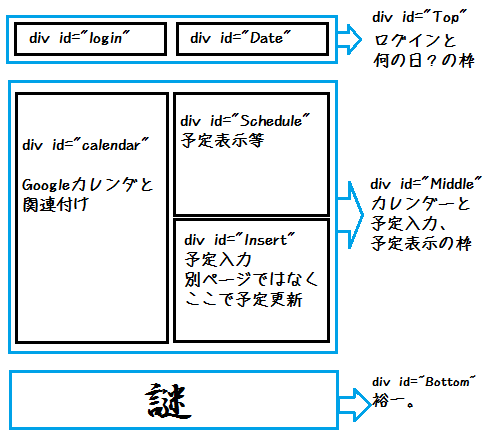 div id="login"
div id="Date"
div id="Top"
ログインと
何の日？の枠
div id="calendar"
Googleカレンダと
関連付け
div id="Schedule"
予定表示等
div id="Insert"
予定入力
別ページではなく
ここで予定更新
div id="Middle"
カレンダーと
予定入力、
予定表示の枠
謎
div id="Bottom"
裕一。